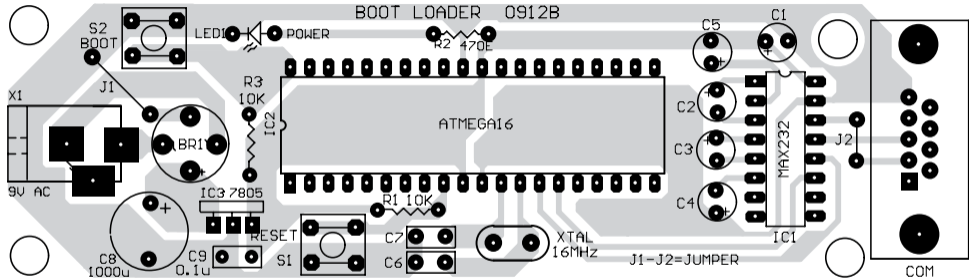 BOOT LOADER 0912B
S2
BOOT
LED1
POWER
R2 470E
C5
C1
J1
R3
10K
X1
IC2
ATMEGA16
C2
MAX232
J2
BR1
C3
9V AC
IC3 7805
R1 10K
C4
RESET
C7
XTAL
16MHz
IC1
C8
1000u
C9
0.1u
S1
C6
J1-J2=JUMPER
COM